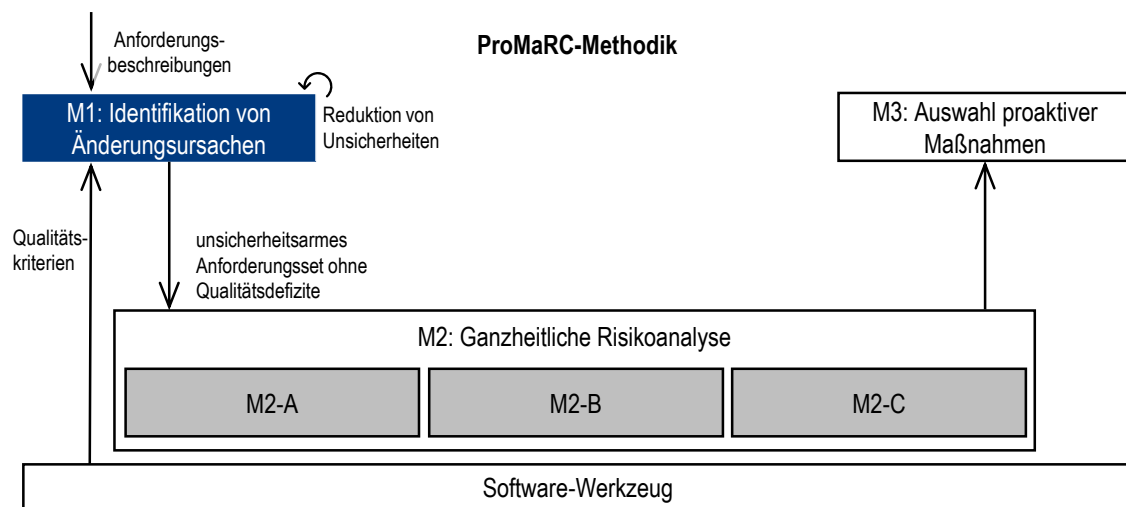 ProMaRC-Methodik
Anforderungs-
beschreibungen
M1: Identifikation von
Änderungsursachen
Reduktion von
Unsicherheiten
M3: Auswahl proaktiver
Maßnahmen
Qualitäts-
kriterien
unsicherheitsarmes
Anforderungsset ohne
Qualitätsdefizite
M2: Ganzheitliche Risikoanalyse
M2-A
M2-B
M2-C
Software-Werkzeug